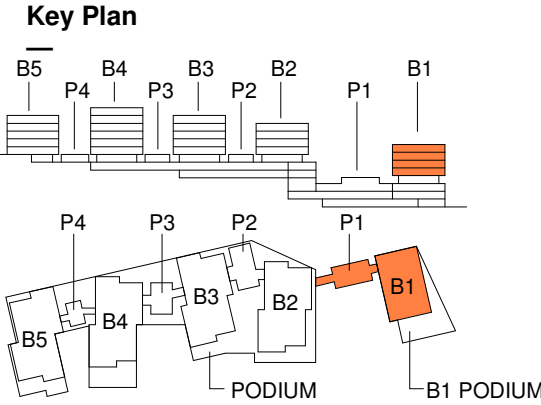 Key Plan
B5 P4 B4 P3 B3 P2 B2 P1 B1
P4 P3 P2 P1
B5 B4 B3 B2 B1
PODIUM B1 PODIUM